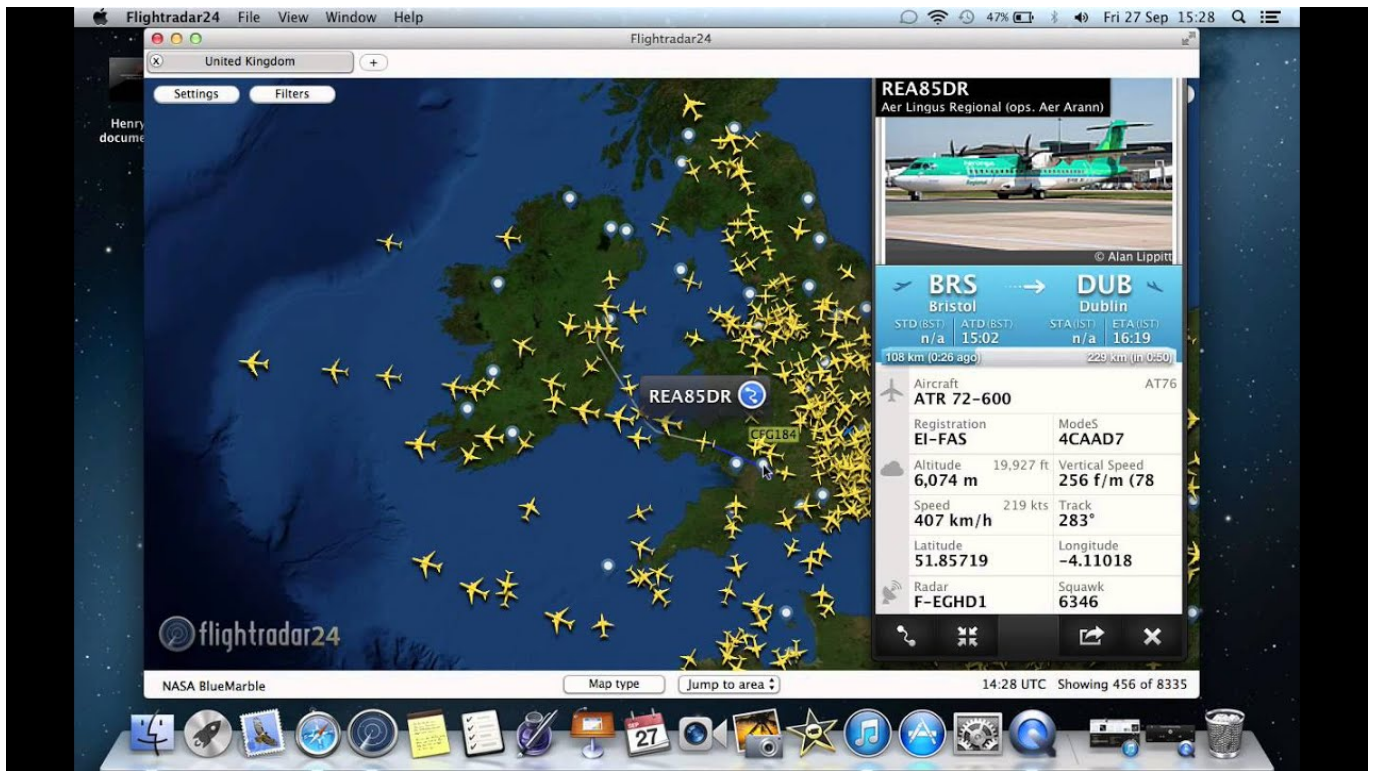 Flightradar24 File View Window Help 47% Fri 27 Sep 15:28
Flightradar24
United Kingdom
Settings Filters
Henry
docume
REA85DR
Aer Lingus Regional (ops. Aer Arann)
© Alan Lippitt
BRS DUB
Bristol Dublin
STD (BST) ATD (BST) STA (IST) ETA (IST)
n/a 15:02 n/a 16:19
108 km (0:26 ago) 229 km (in 0:50)
Aircraft AT76
ATR 72-600
Registration ModeS
EI-FAS 4CAAD7
Altitude 19,927 ft Vertical Speed
6,074 m 256 f/m (78
Speed 219 kts Track
407 km/h 283°
Latitude Longitude
51.85719 -4.11018
Radar Squawk
F-EGHD1 6346
REA85DR
CFG184
flightradar24
NASA BlueMarble Map type Jump to area 14:28 UTC Showing 456 of 8335
SEP
27